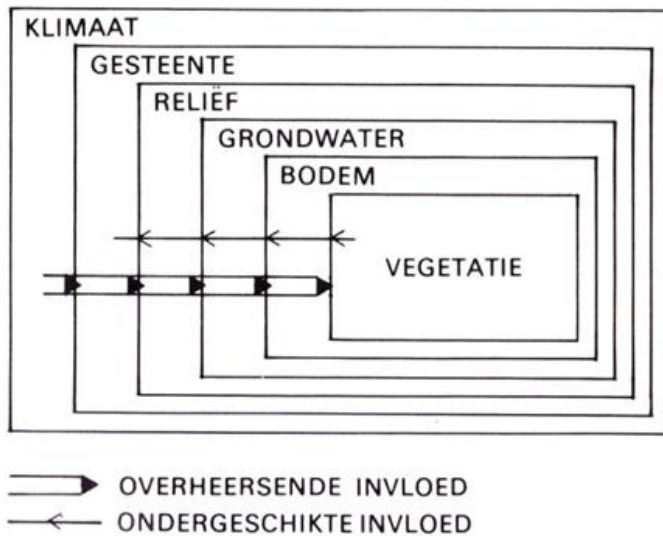 KLIMAAT
GESTEENTE
RELIËF
GRONDWATER
BODEM
VEGETATIE
OVERHEERSENDE INVLOED
ONDERGESCHIKTE INVLOED